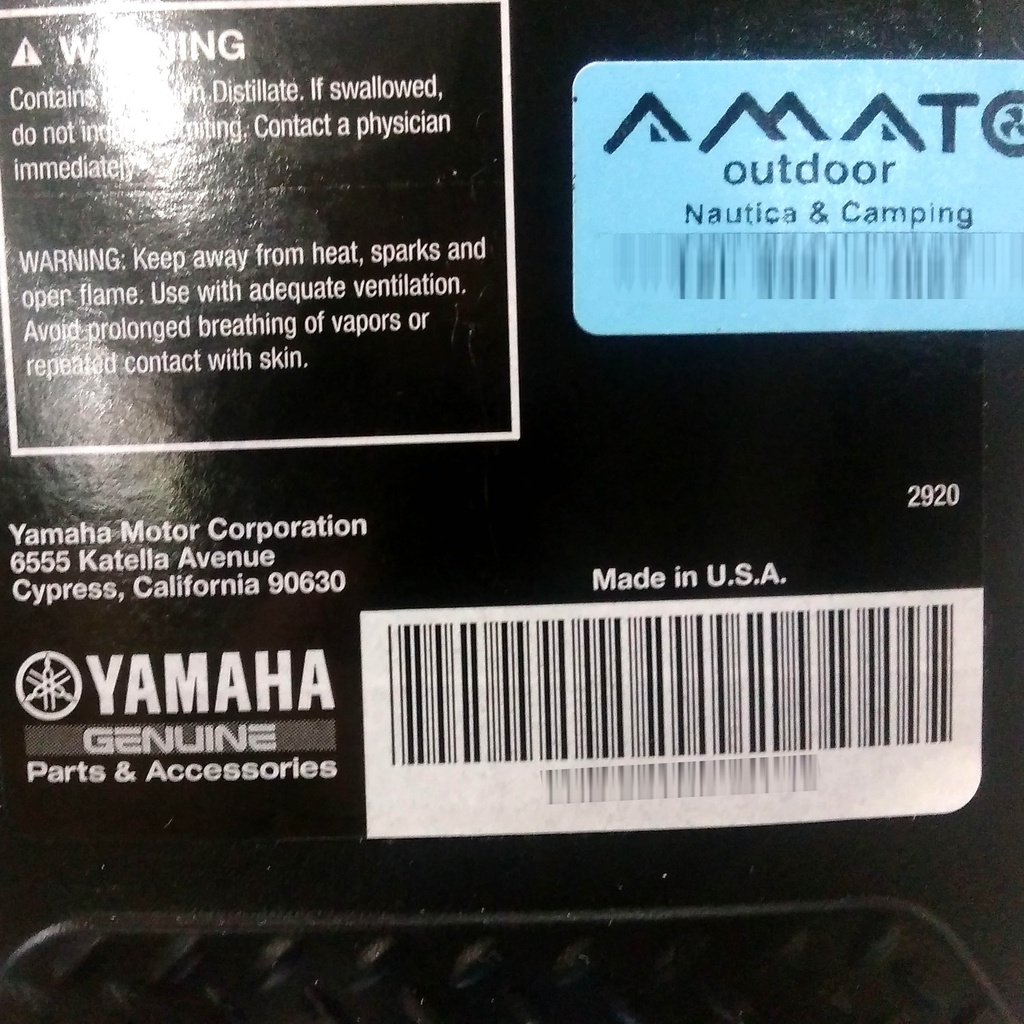 Contains Distillate. If swallowed,
do not Contact a physician
immediately.
WARNING: Keep away from heat, sparks and
open flame. Use with adequate ventilation.
Avoid prolonged breathing of vapors or
repeated contact with skin.
AMATO
outdoor
Nautica & Camping
2920
Yamaha Motor Corporation
6555 Katella Avenue
Cypress, California 90630
Made in U.S.A.
YAMAHA
GENUINE
Parts & Accessories